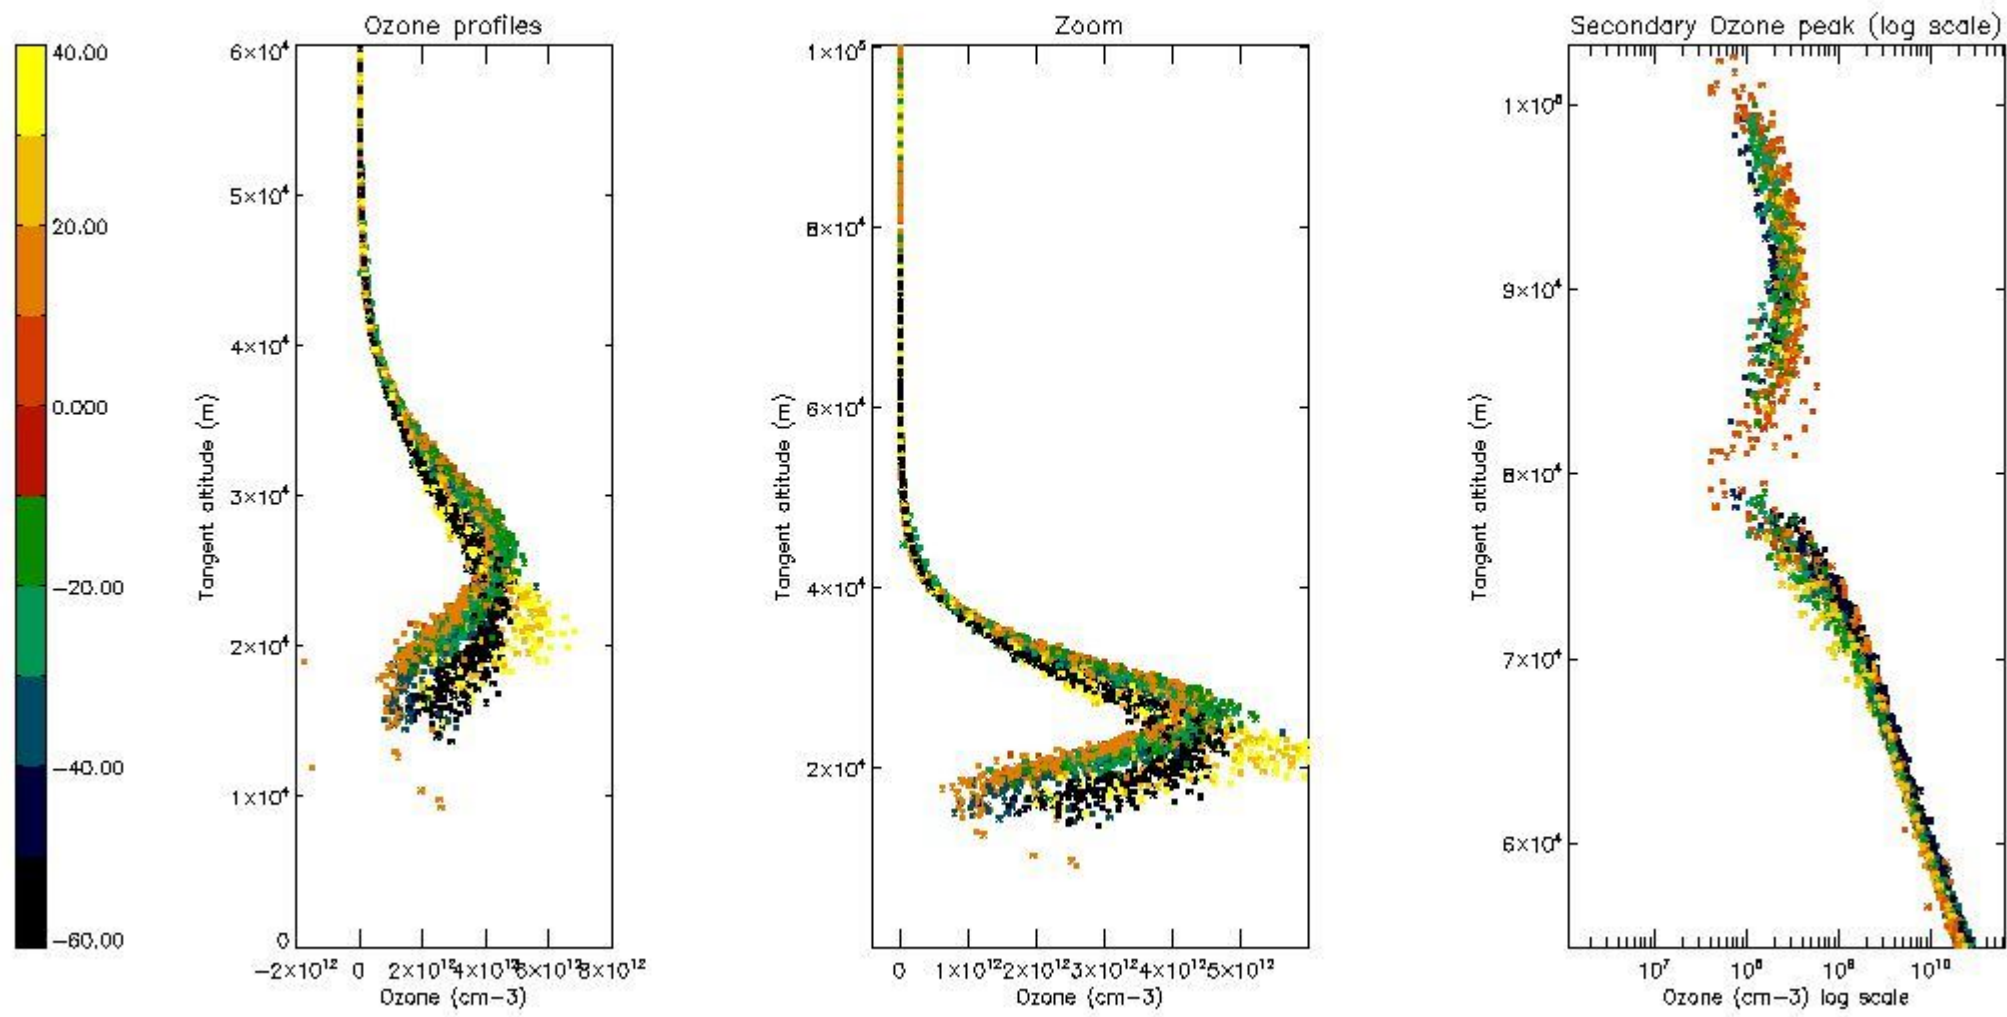 Ozone profiles
Zoom
Secondary Ozone peak (log scale)
40.00
20.00
0.000
−20.00
−40.00
−60.00
6×10⁴
5×10⁴
4×10⁴
3×10⁴
2×10⁴
1×10⁴
0
Tangent altitude (m)
−2×10¹² 0 2×10¹² 4×10¹² 6×10¹² 8×10¹²
Ozone (cm−3)
1×10⁵
8×10⁴
6×10⁴
4×10⁴
2×10⁴
Tangent altitude (m)
0 1×10¹² 2×10¹² 3×10¹² 4×10¹² 5×10¹²
Ozone (cm−3)
1×10⁵
9×10⁴
8×10⁴
7×10⁴
6×10⁴
Tangent altitude (m)
10⁷ 10⁸ 10⁹ 10¹⁰
Ozone (cm−3) log scale